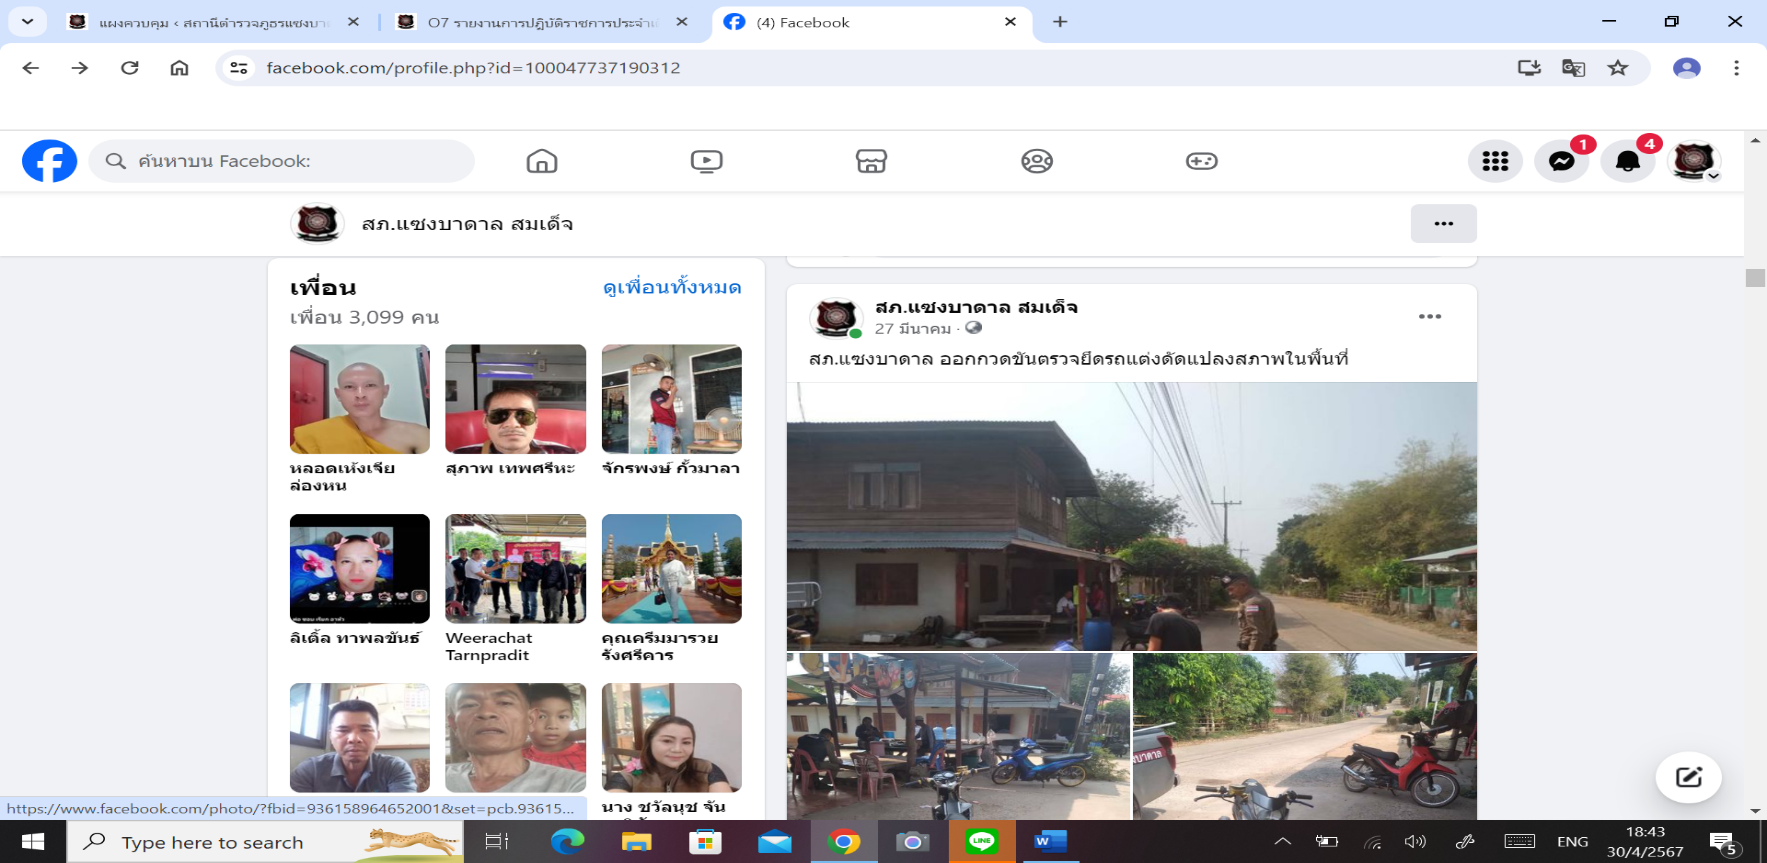 แผงควบคุม ‹ สถานีตำรวจภูธรแซงบา
O7 รายงานการปฏิบัติราชการประจำ
(4) Facebook
facebook.com/profile.php?id=100047737190312
ค้นหาบน Facebook:
1
4
สภ.แซงบาดาล สมเด็จ
เพื่อน
ดูเพื่อนทั้งหมด
เพื่อน 3,099 คน
หลอดเหงเจีย
ล่องหน
สุภาพ เทพศรีหะ
จักรพงษ์ ภั้วมาลา
ลิเติ้ล ทาพลขันธ์
Weerachat
Tarnpradit
คุณครีมมารวย
รังศรีคาร
นาง ชวัลนุช จัน
สภ.แซงบาดาล สมเด็จ
27 มีนาคม ·
สภ.แซงบาดาล ออกกวดขันตรวจยึดรถแต่งดัดแปลงสภาพในพื้นที่
https://www.facebook.com/photo/?fbid=936158964652001&set=pcb.93615...
Type here to search
ENG
18:43
30/4/2567
5